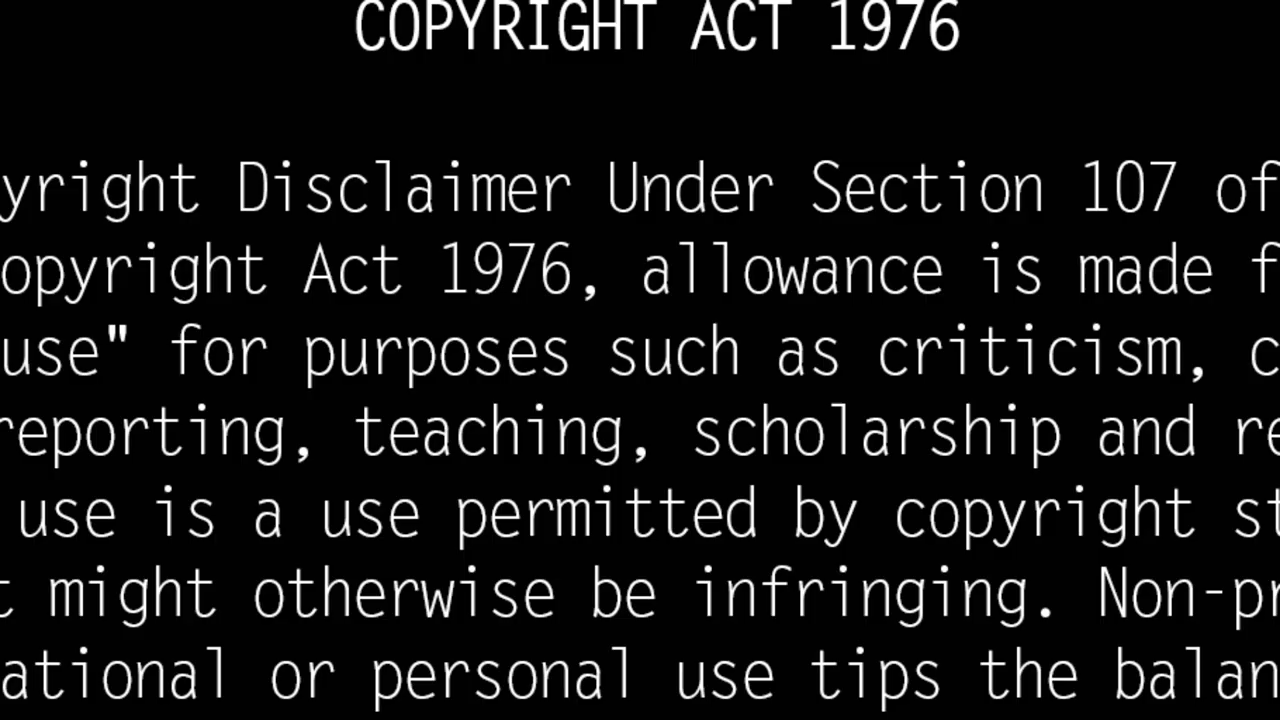 COPYRIGHT ACT 1976
yright Disclaimer Under Section 107 of
opyright Act 1976, allowance is made f
use" for purposes such as criticism, c
reporting, teaching, scholarship and re
use is a use permitted by copyright st
t might otherwise be infringing. Non-pr
ational or personal use tips the balan